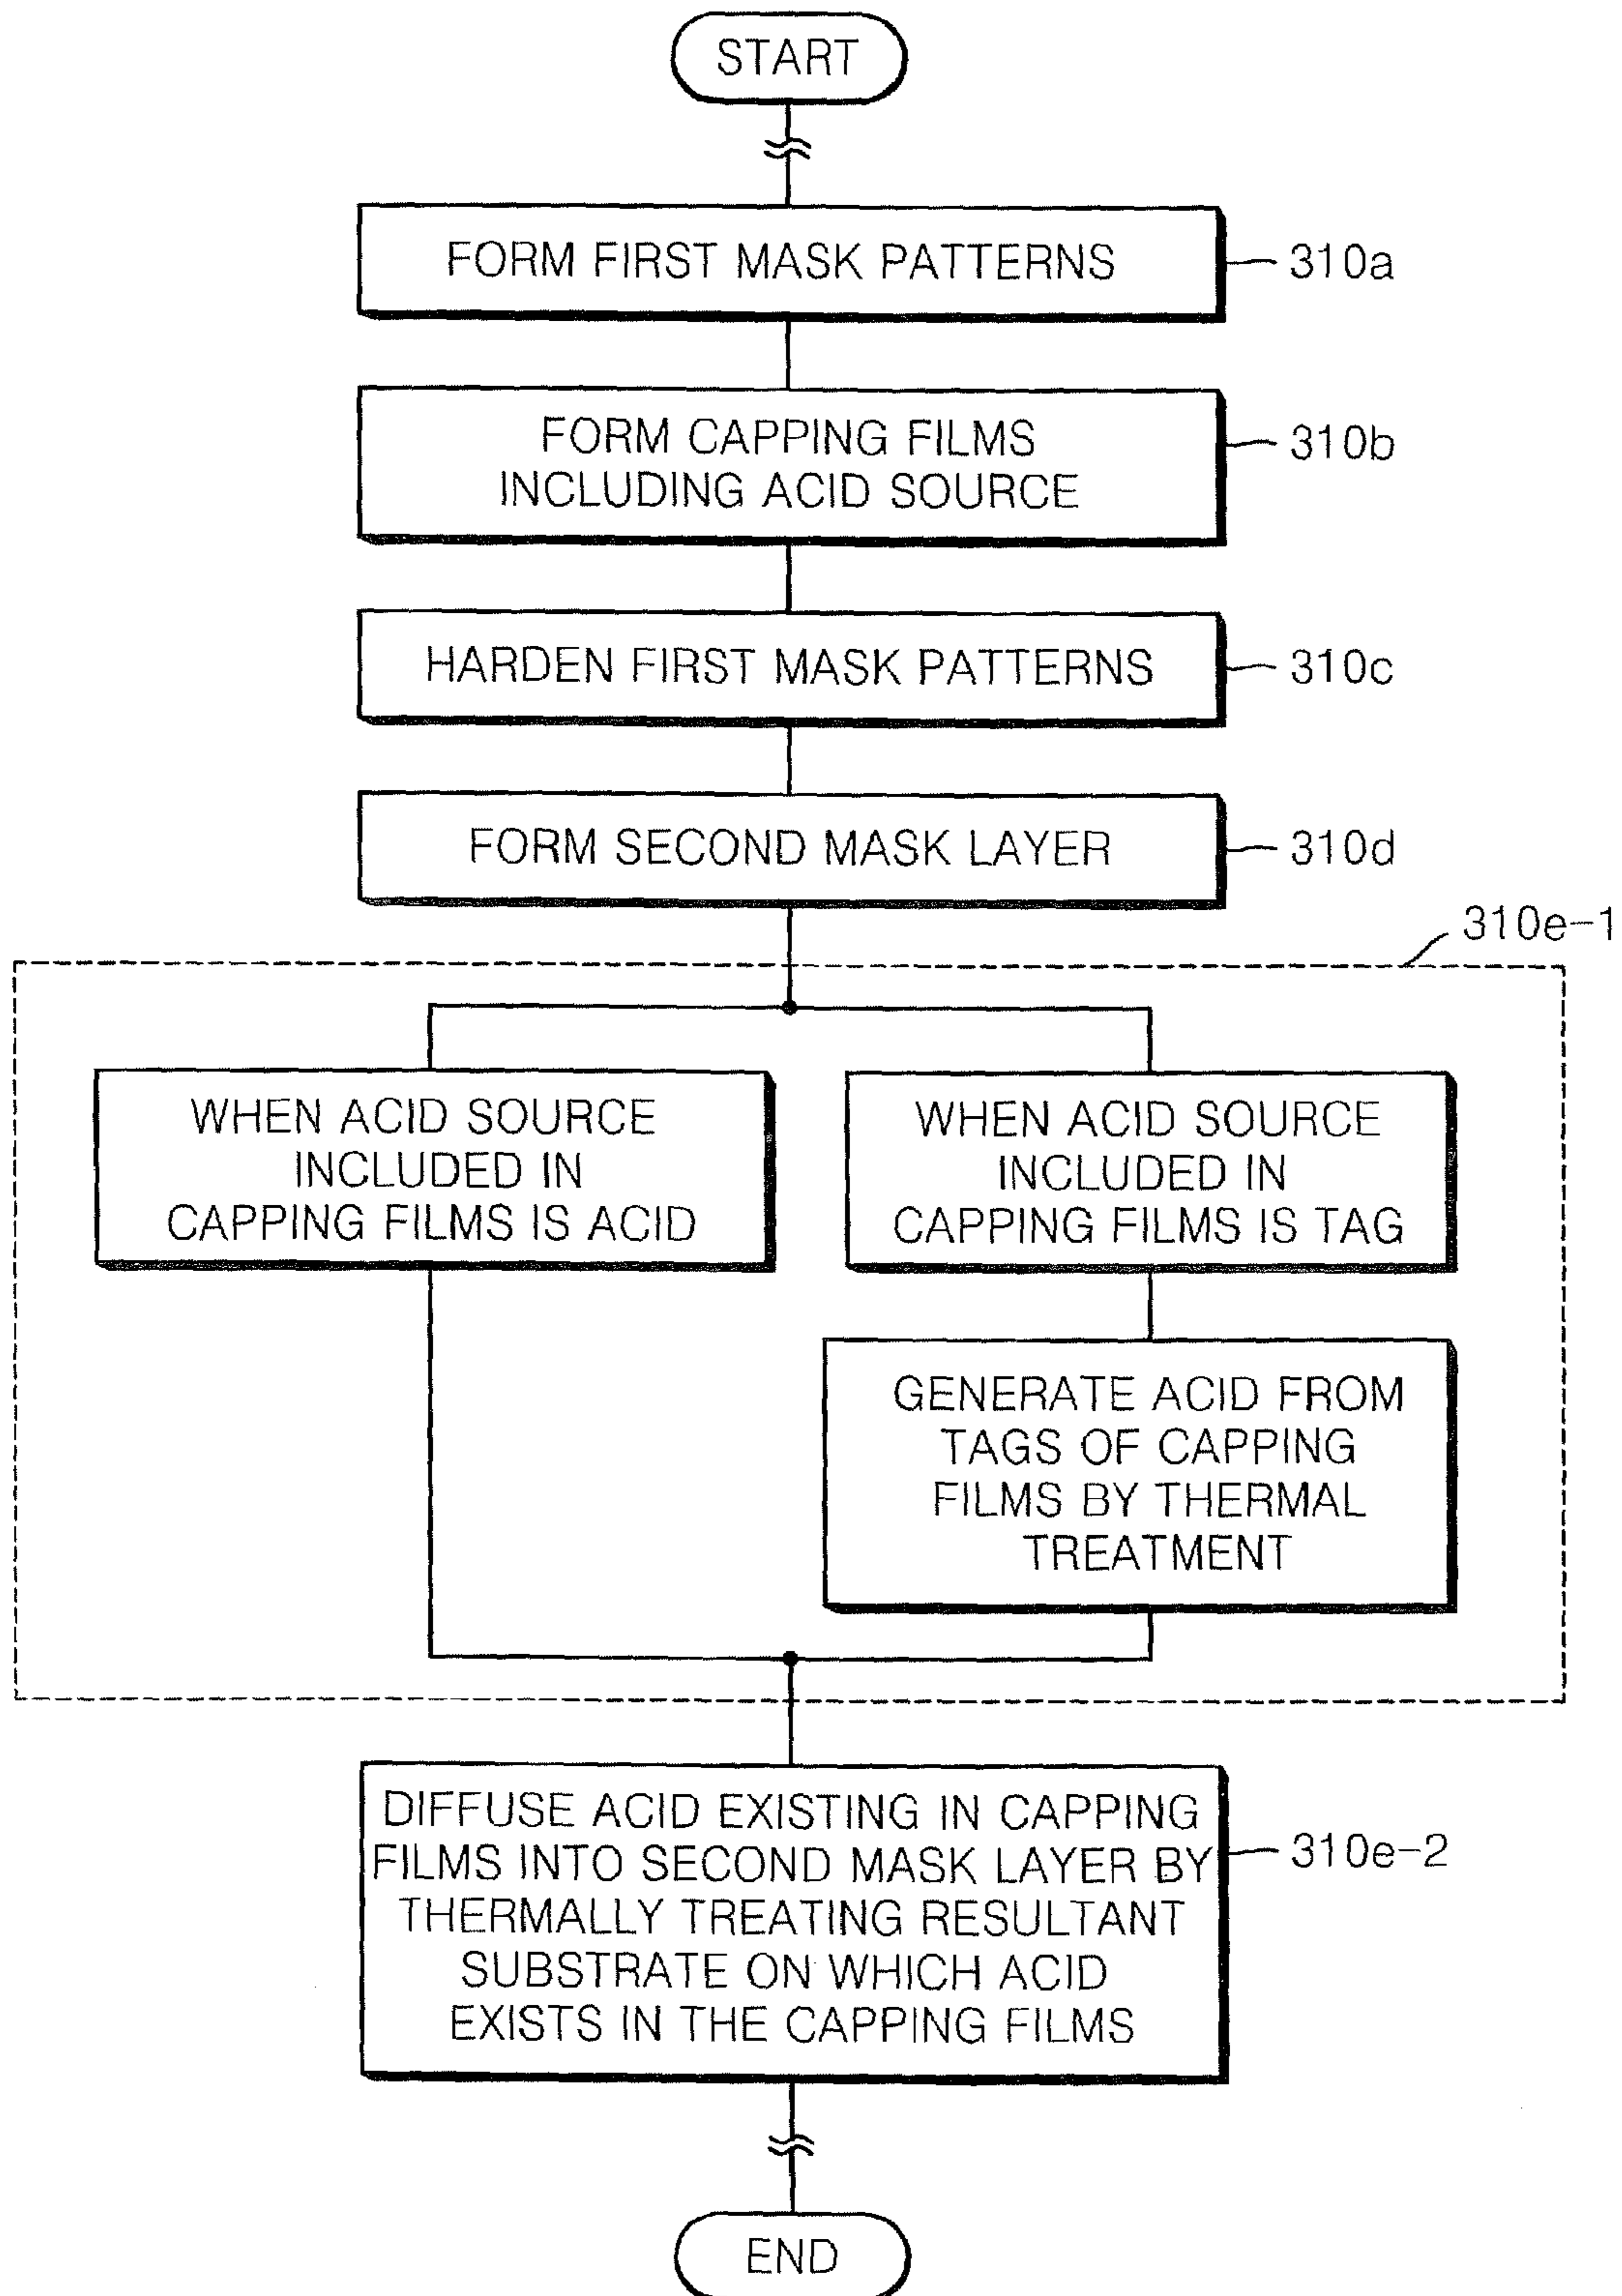 START
FORM FIRST MASK PATTERNS
310a
FORM CAPPING FILMS
INCLUDING ACID SOURCE
310b
HARDEN FIRST MASK PATTERNS
310c
FORM SECOND MASK LAYER
310d
310e-1
WHEN ACID SOURCE
INCLUDED IN
CAPPING FILMS IS ACID
WHEN ACID SOURCE
INCLUDED IN
CAPPING FILMS IS TAG
GENERATE ACID FROM
TAGS OF CAPPING
FILMS BY THERMAL
TREATMENT
DIFFUSE ACID EXISTING IN CAPPING
FILMS INTO SECOND MASK LAYER BY
THERMALLY TREATING RESULTANT
SUBSTRATE ON WHICH ACID
EXISTS IN THE CAPPING FILMS
310e-2
END